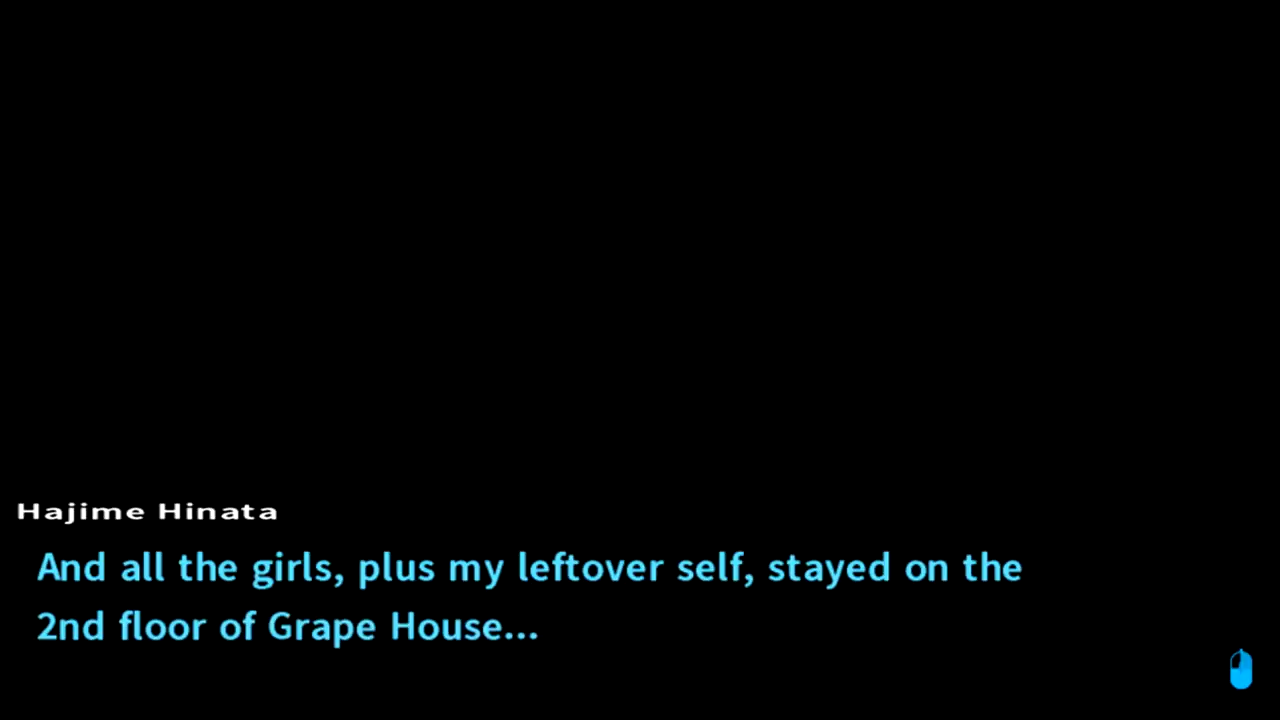 Hajime Hinata
And all the girls, plus my leftover self, stayed on the
2nd floor of Grape House...